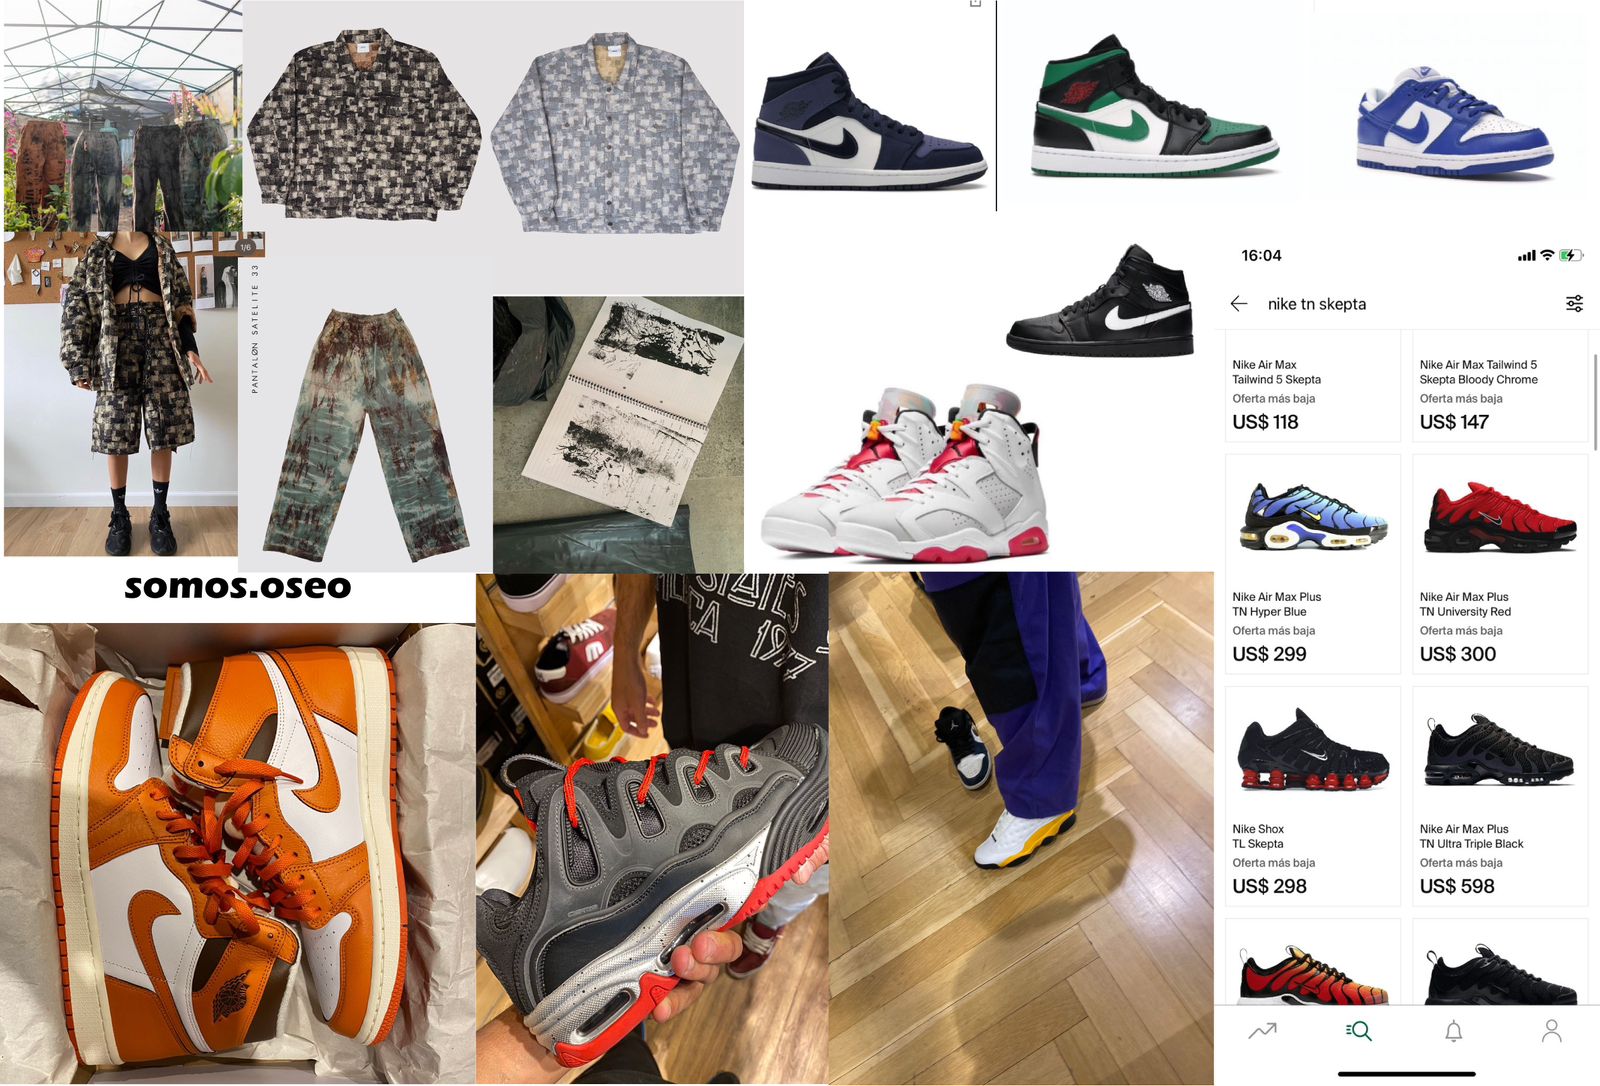 1/6
PANTALØN SATELITE 33
somos.oseo
STATES
CA 1977
16:04
nike tn skepta
Nike Air Max
Tailwind 5 Skepta
Oferta más baja
US$ 118
Nike Air Max Tailwind 5
Skepta Bloody Chrome
Oferta más baja
US$ 147
Nike Air Max Plus
TN Hyper Blue
Oferta más baja
US$ 299
Nike Air Max Plus
TN University Red
Oferta más baja
US$ 300
Nike Shox
TL Skepta
Oferta más baja
US$ 298
Nike Air Max Plus
TN Ultra Triple Black
Oferta más baja
US$ 598